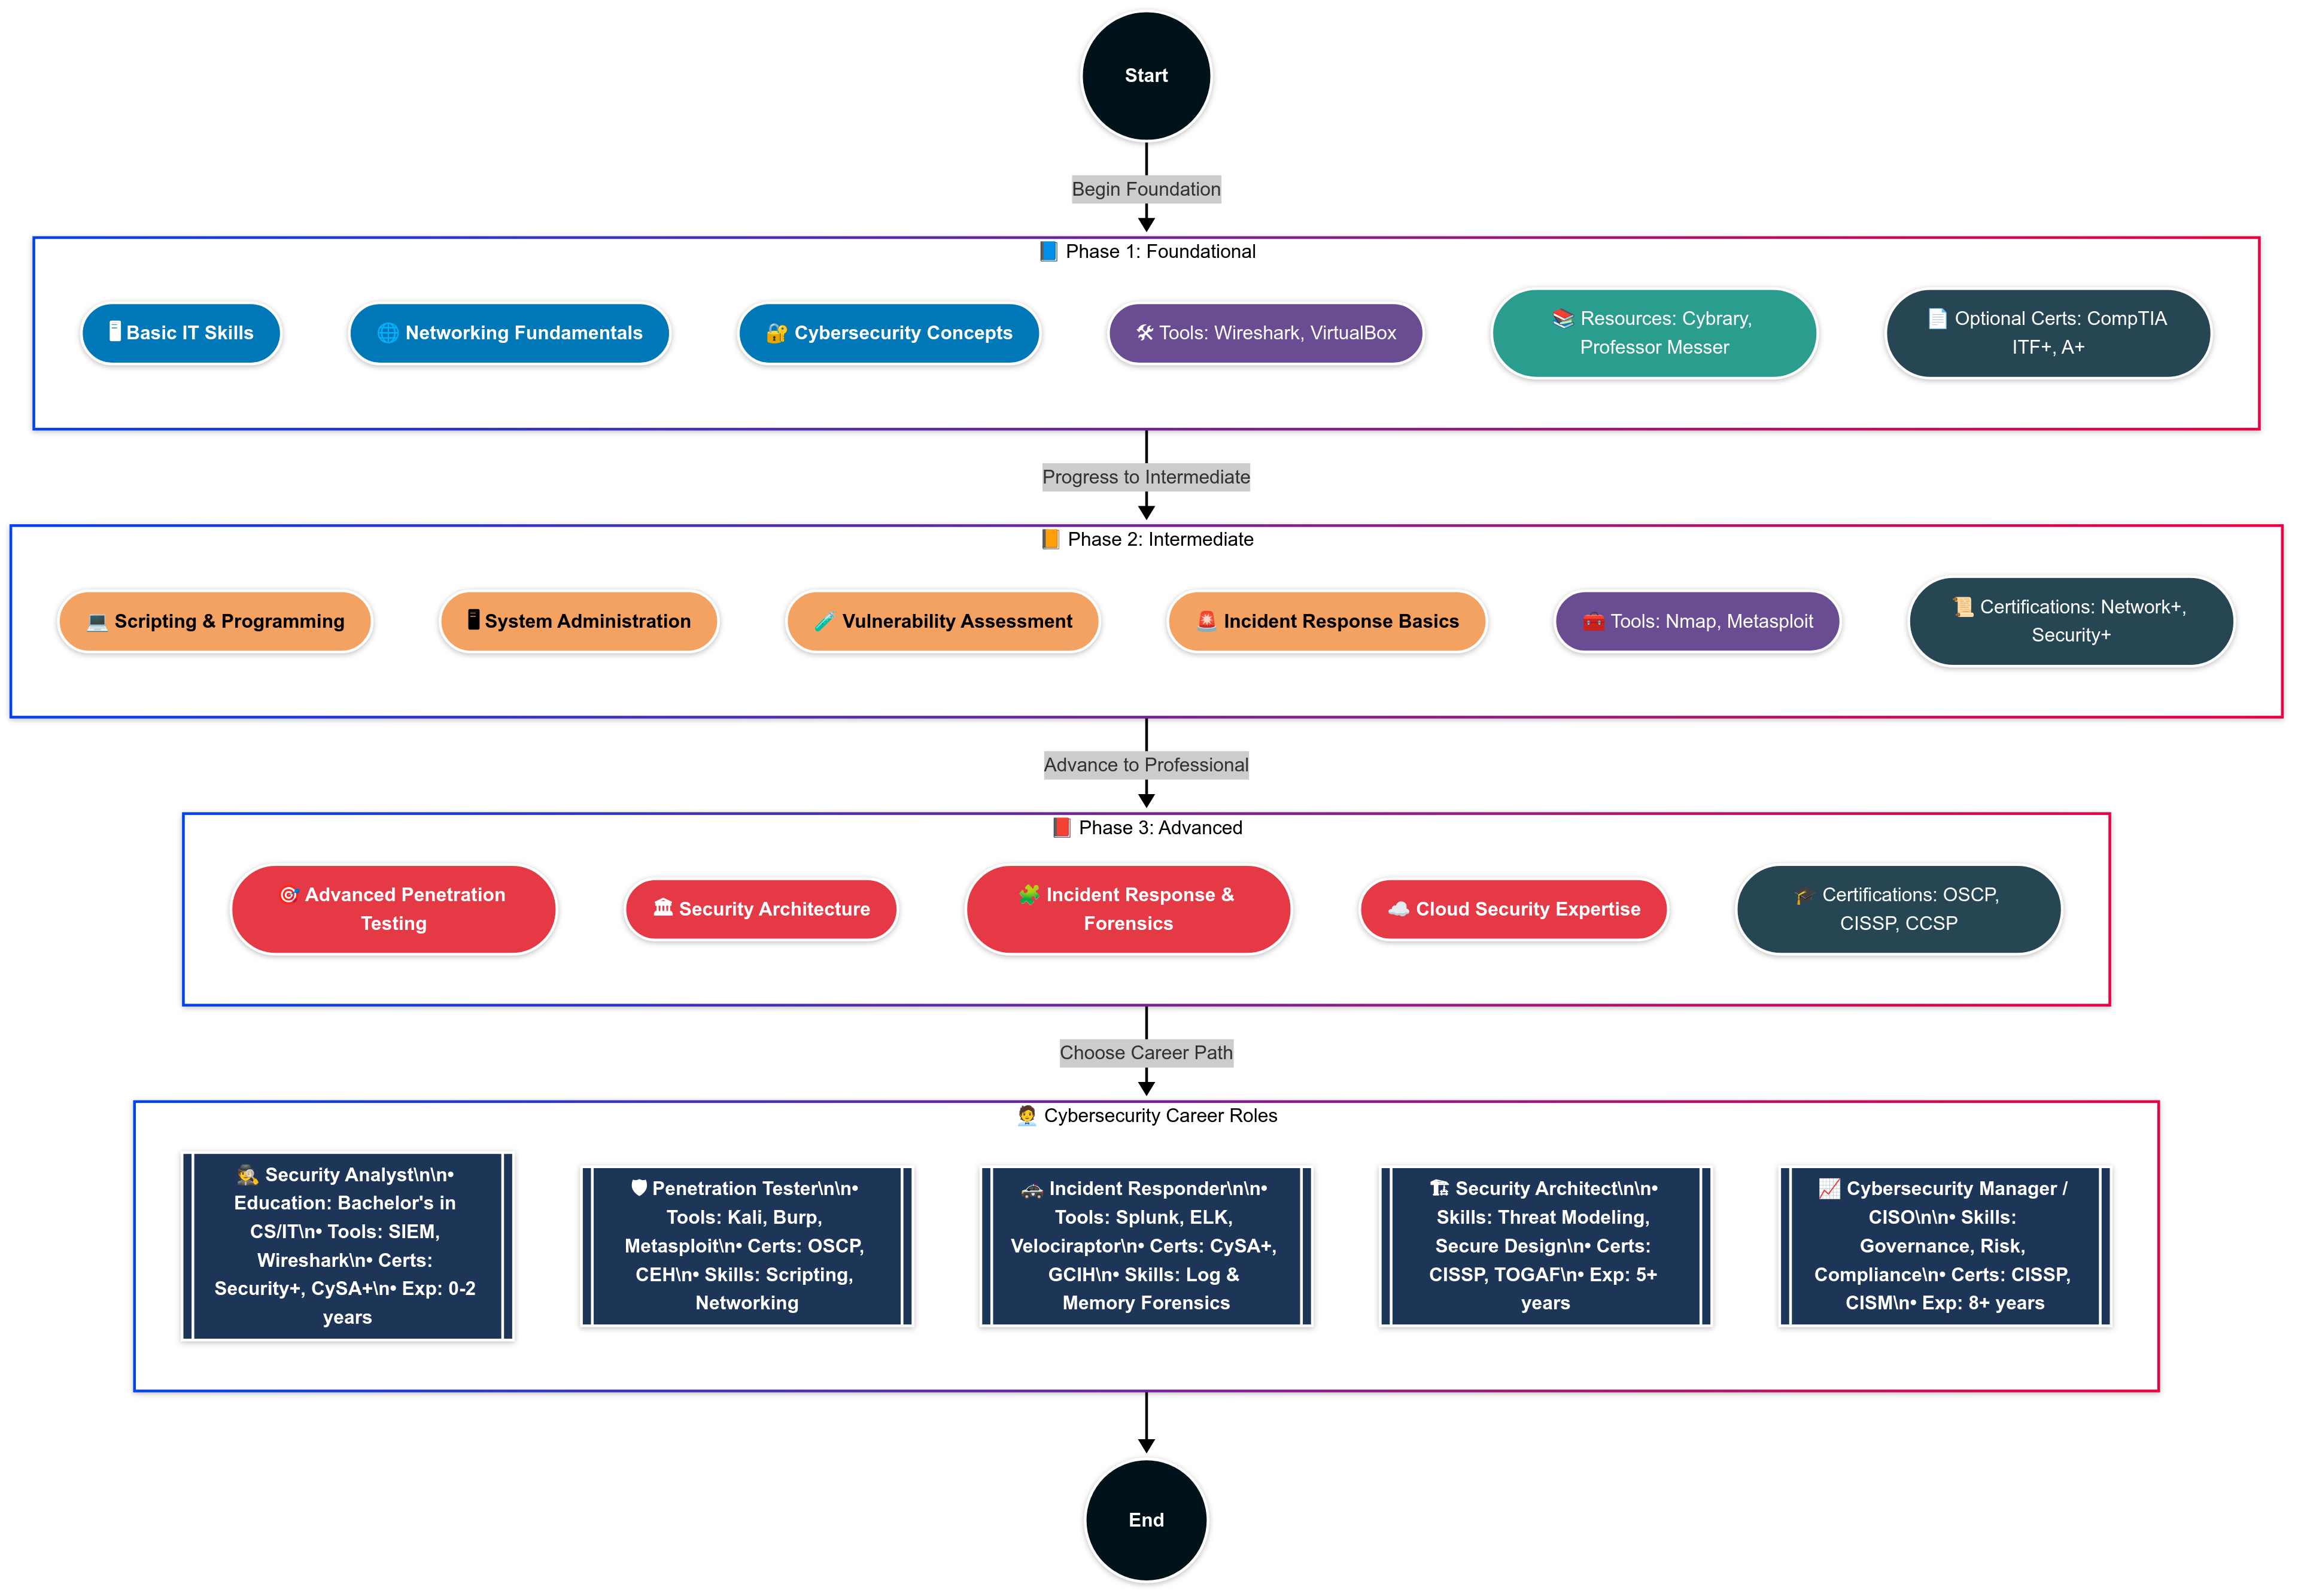 Start
Begin Foundation
📘 Phase 1: Foundational
🖥 Basic IT Skills
🌐 Networking Fundamentals
🔐 Cybersecurity Concepts
🛠 Tools: Wireshark, VirtualBox
📚 Resources: Cybrary,
Professor Messer
📄 Optional Certs: CompTIA
ITF+, A+
Progress to Intermediate
📙 Phase 2: Intermediate
💻 Scripting & Programming
🖥 System Administration
🧪 Vulnerability Assessment
🚨 Incident Response Basics
🧰 Tools: Nmap, Metasploit
📜 Certifications: Network+,
Security+
Advance to Professional
📕 Phase 3: Advanced
🎯 Advanced Penetration
Testing
🏛 Security Architecture
🧩 Incident Response &
Forensics
☁️ Cloud Security Expertise
🎓 Certifications: OSCP,
CISSP, CCSP
Choose Career Path
🧑‍💼 Cybersecurity Career Roles
🕵️ Security Analyst\n\n•
Education: Bachelor's in
CS/IT\n• Tools: SIEM,
Wireshark\n• Certs:
Security+, CySA+\n• Exp: 0-2
years
🛡 Penetration Tester\n\n•
Tools: Kali, Burp,
Metasploit\n• Certs: OSCP,
CEH\n• Skills: Scripting,
Networking
🚓 Incident Responder\n\n•
Tools: Splunk, ELK,
Velociraptor\n• Certs: CySA+,
GCIH\n• Skills: Log &
Memory Forensics
🏗 Security Architect\n\n•
Skills: Threat Modeling,
Secure Design\n• Certs:
CISSP, TOGAF\n• Exp: 5+
years
📈 Cybersecurity Manager /
CISO\n\n• Skills:
Governance, Risk,
Compliance\n• Certs: CISSP,
CISM\n• Exp: 8+ years
End